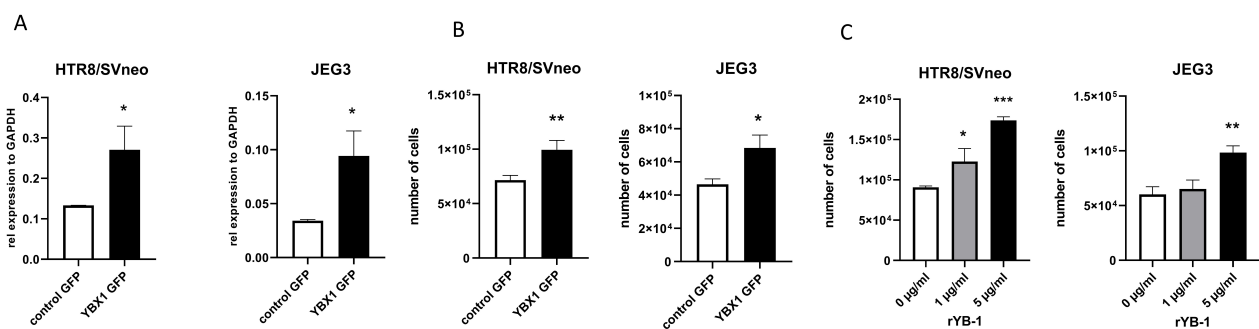 A
B
C
HTR8/SVneo
rel expression to GAPDH
0.4
0.3
0.2
0.1
0.0
*
control GFP
YBX1 GFP
JEG3
rel expression to GAPDH
0.15
0.10
0.05
0.00
*
control GFP
YBX1 GFP
HTR8/SVneo
number of cells
1.5×10⁵
1×10⁵
5×10⁴
0
**
control GFP
YBX1 GFP
JEG3
number of cells
1×10⁵
8×10⁴
6×10⁴
4×10⁴
2×10⁴
0
*
control GFP
YBX1 GFP
HTR8/SVneo
number of cells
2×10⁵
1.5×10⁵
1×10⁵
5×10⁴
0
*
***
0 µg/ml
1 µg/ml
5 µg/ml
rYB-1
JEG3
number of cells
1.5×10⁵
1×10⁵
5×10⁴
0
**
0 µg/ml
1 µg/ml
5 µg/ml
rYB-1